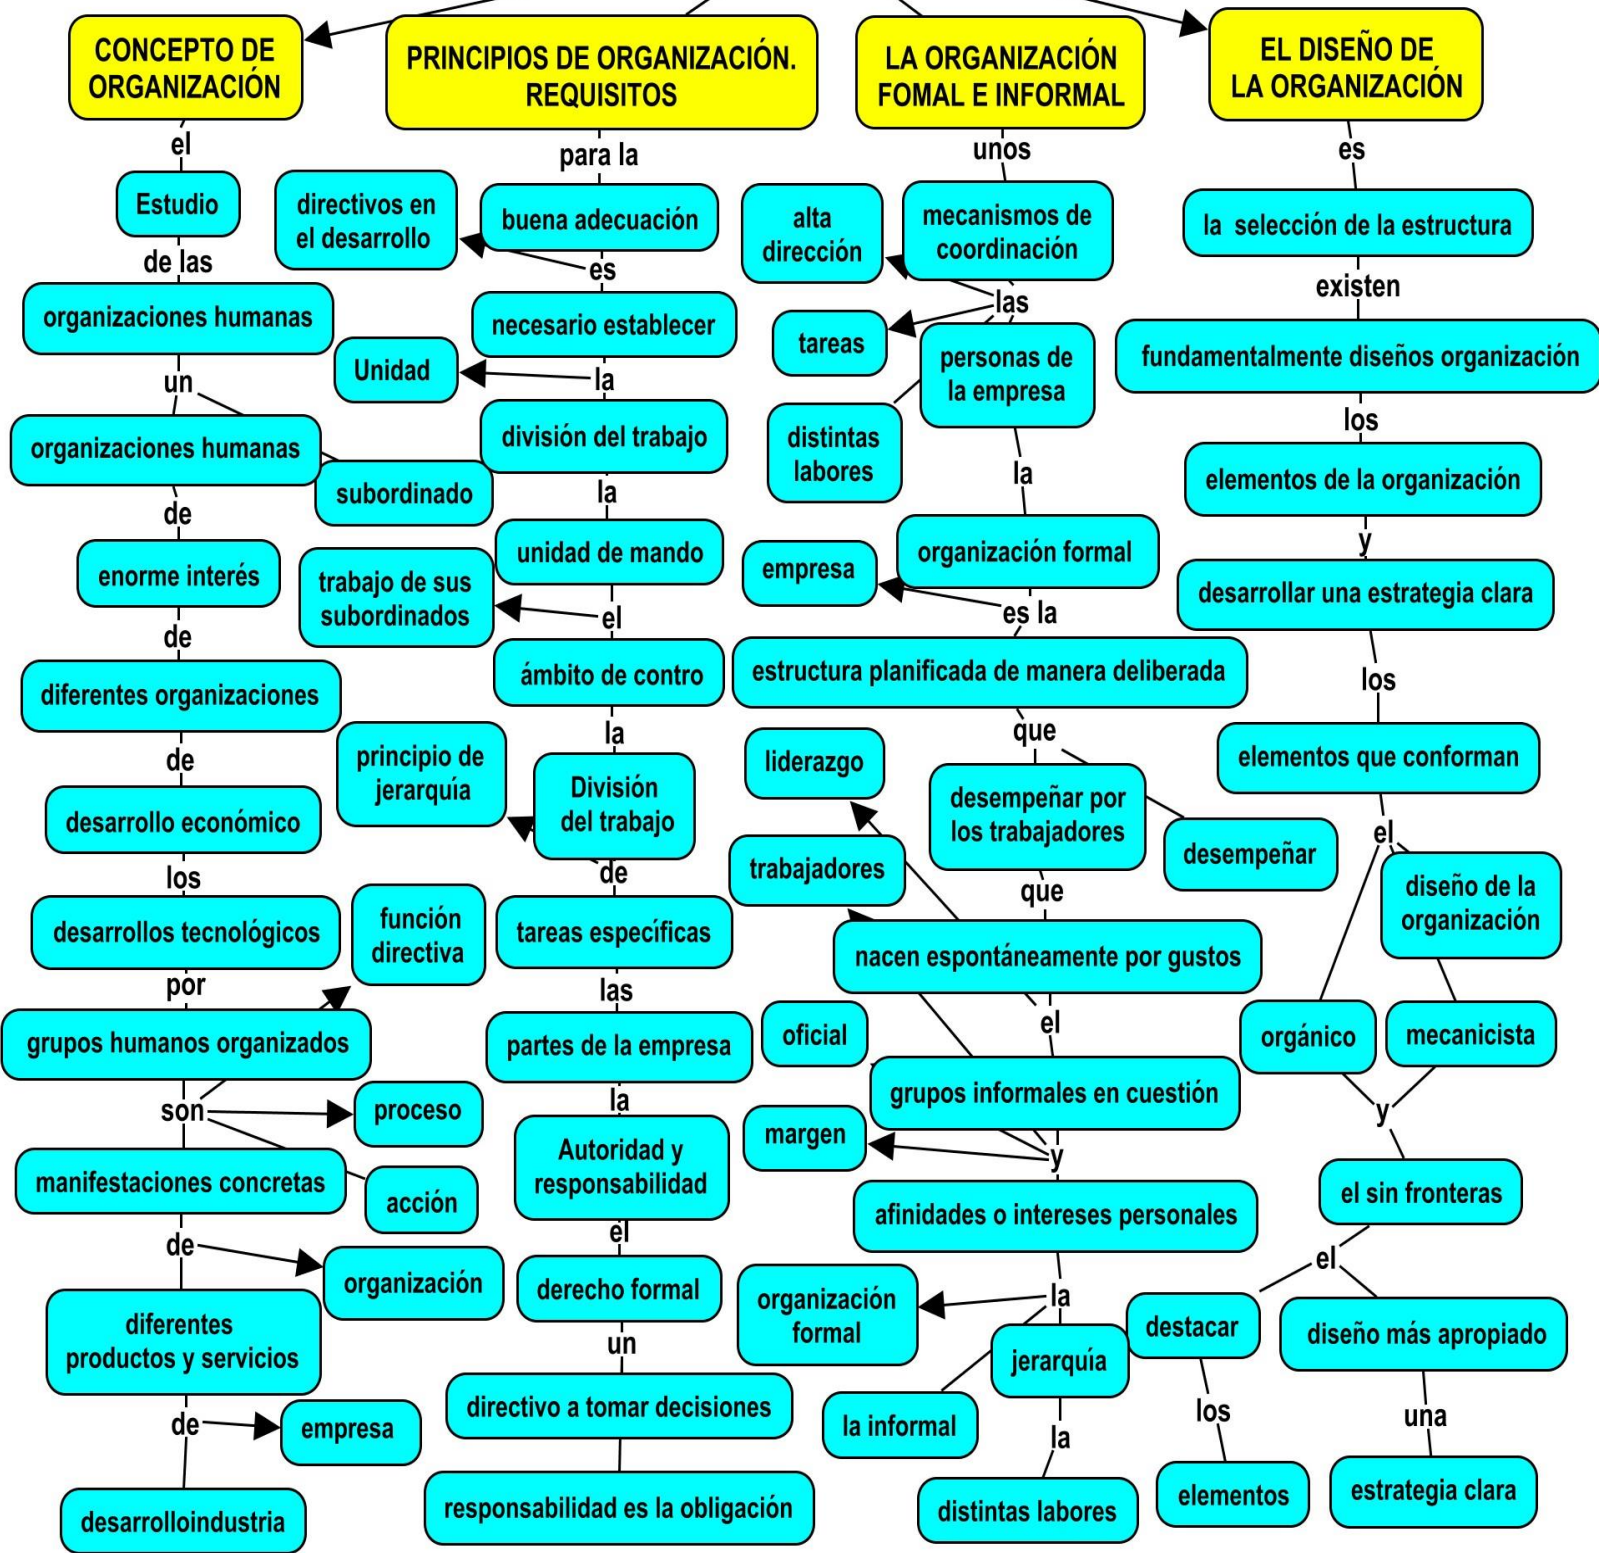 CONCEPTO DE
ORGANIZACIÓN
el
Estudio
de las
organizaciones humanas
un
organizaciones humanas
subordinado
de
enorme interés
de
diferentes organizaciones
de
desarrollo económico
los
desarrollos tecnológicos
por
grupos humanos organizados
función
directiva
son
proceso
acción
manifestaciones concretas
de
organización
diferentes
productos y servicios
de
empresa
desarrolloindustria
PRINCIPIOS DE ORGANIZACIÓN.
REQUISITOS
para la
buena adecuación
directivos en
el desarrollo
es
necesario establecer
Unidad
la
división del trabajo
la
unidad de mando
trabajo de sus
subordinados
el
ámbito de contro
la
principio de
jerarquía
División
del trabajo
de
tareas específicas
las
partes de la empresa
la
Autoridad y
responsabilidad
el
derecho formal
un
directivo a tomar decisiones
responsabilidad es la obligación
LA ORGANIZACIÓN
FOMAL E INFORMAL
unos
mecanismos de
coordinación
alta
dirección
las
tareas
personas de
la empresa
distintas
labores
la
organización formal
empresa
es la
estructura planificada de manera deliberada
que
liderazgo
desempeñar por
los trabajadores
desempeñar
trabajadores
que
nacen espontáneamente por gustos
el
oficial
grupos informales en cuestión
margen
y
afinidades o intereses personales
la
organización
formal
jerarquía
la informal
la
distintas labores
EL DISEÑO DE
LA ORGANIZACIÓN
es
la selección de la estructura
existen
fundamentalmente diseños organización
los
elementos de la organización
y
desarrollar una estrategia clara
los
elementos que conforman
el
diseño de la
organización
orgánico
mecanicista
y
el sin fronteras
el
destacar
diseño más apropiado
los
una
elementos
estrategia clara